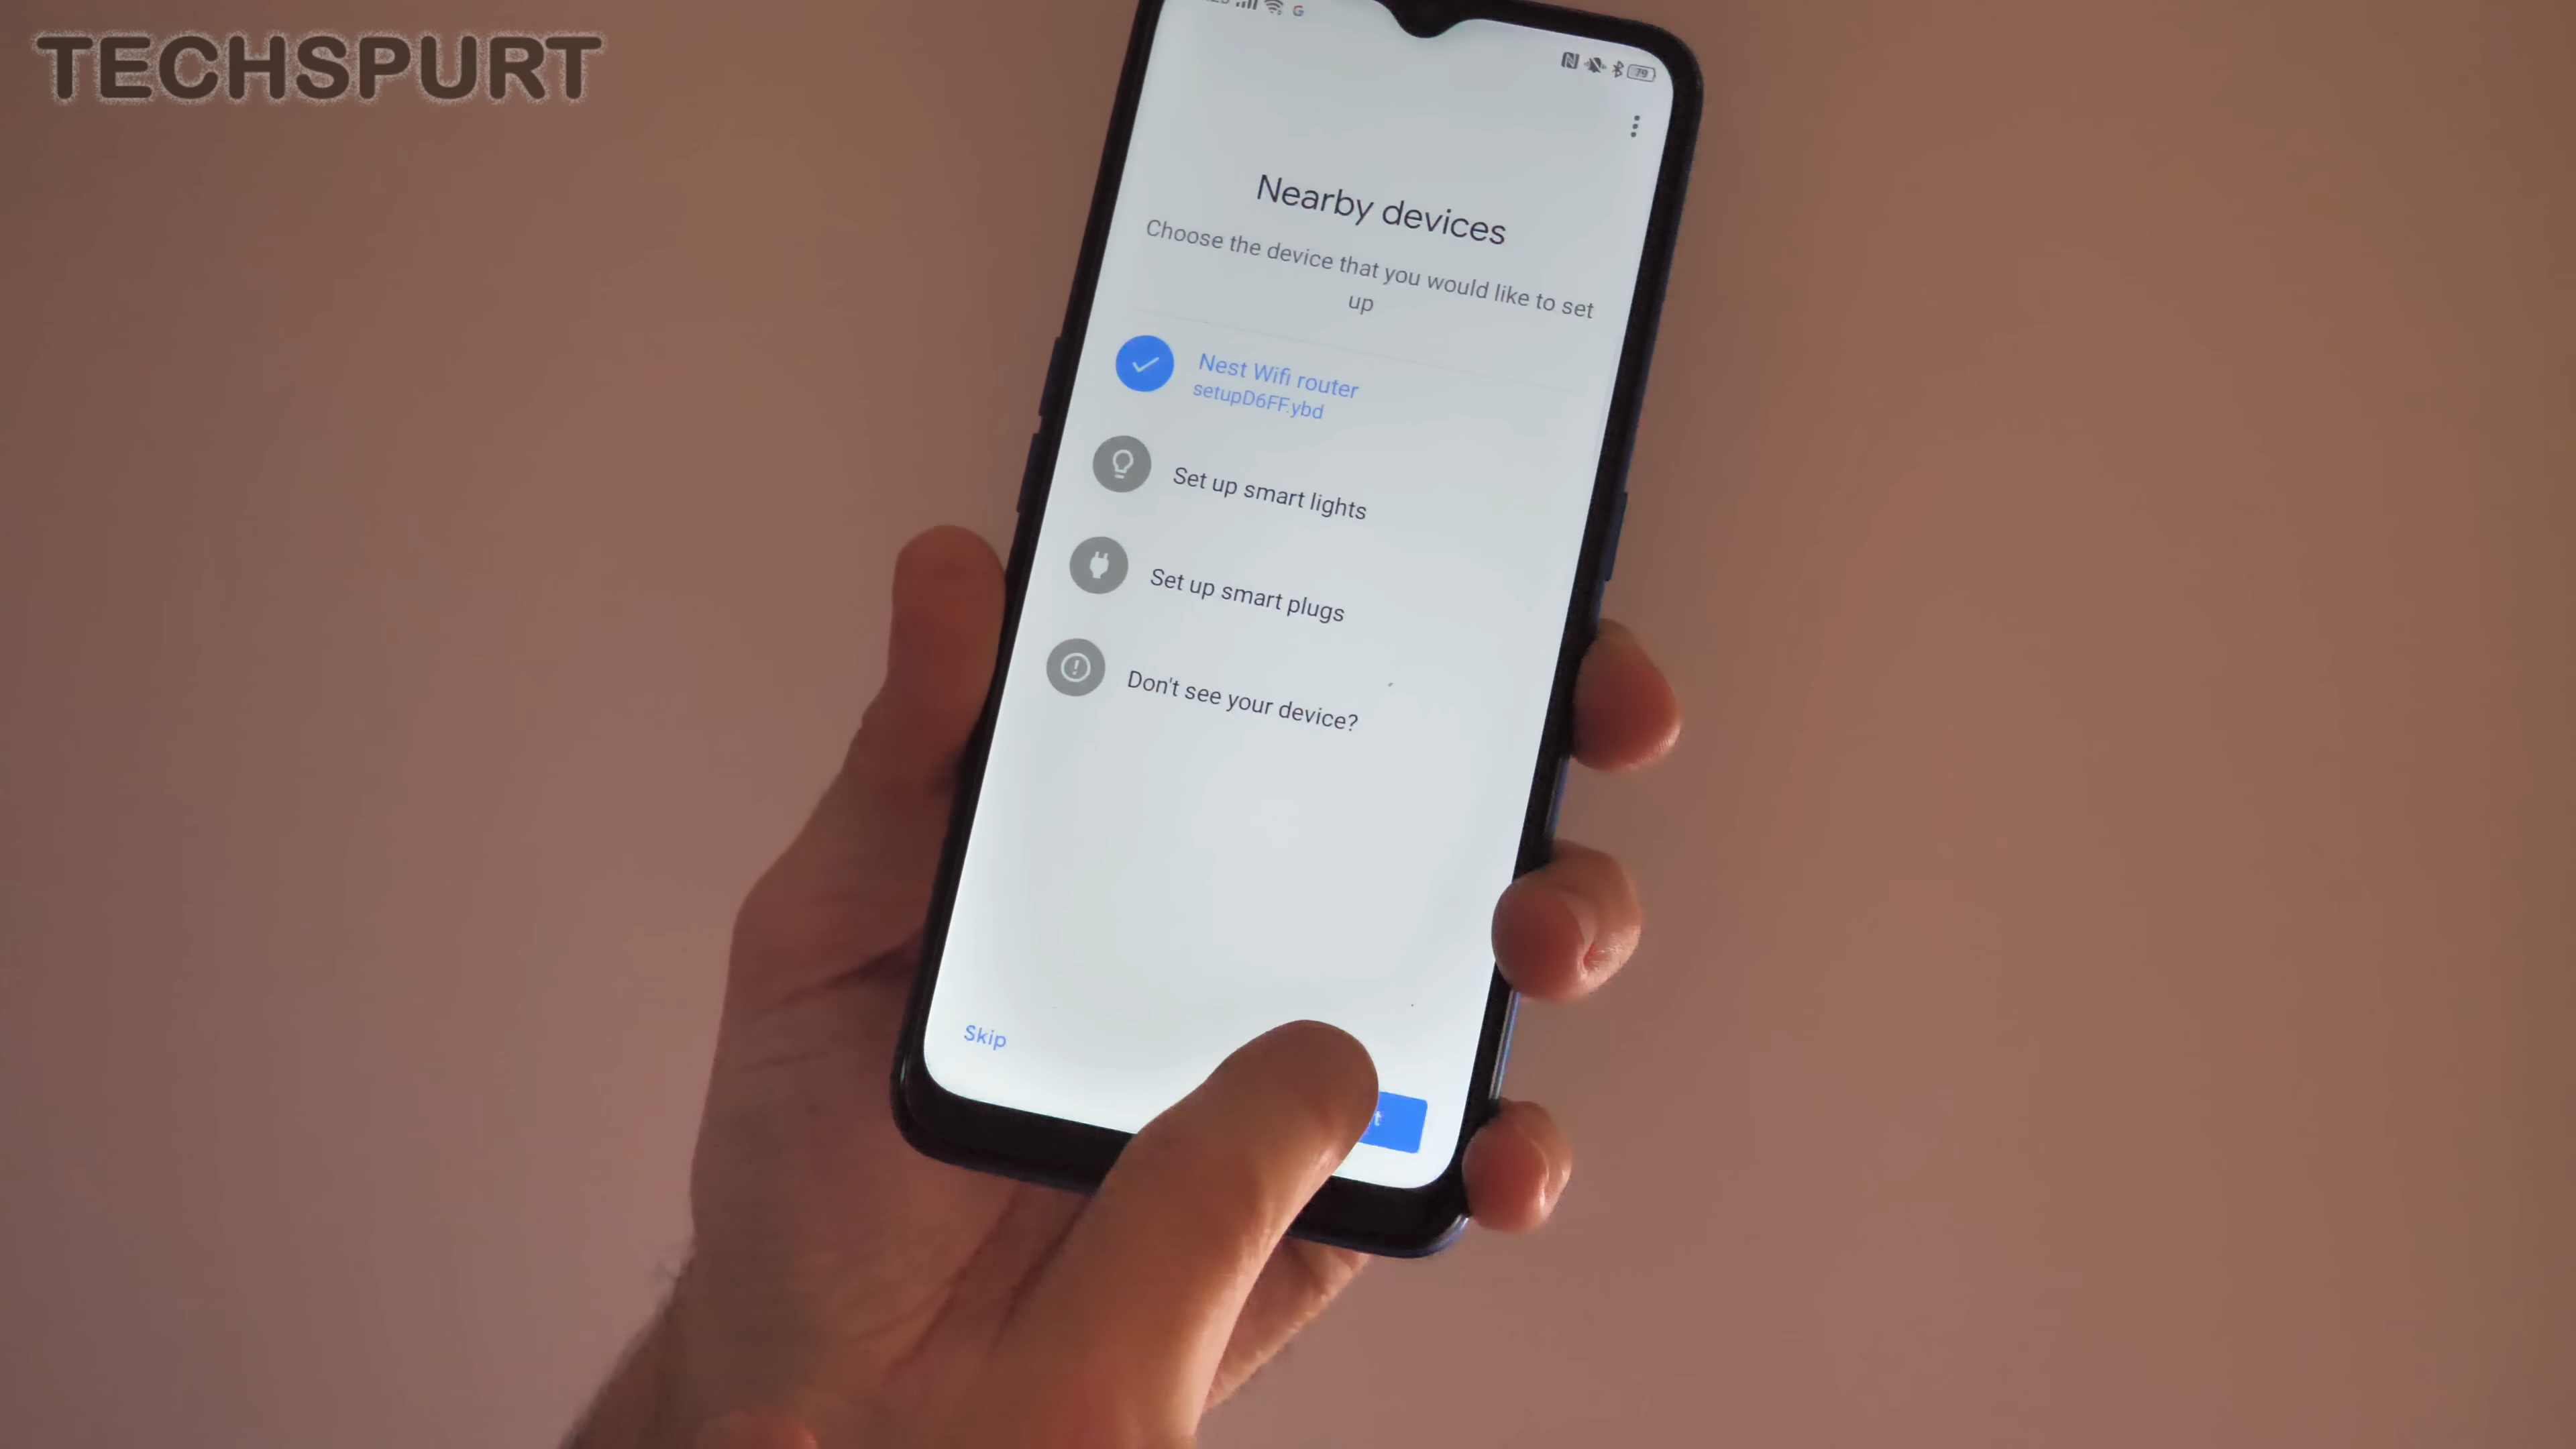 TECHSPURT
79
Nearby devices
Choose the device that you would like to set
up
Nest Wifi router
setupD6FF.ybd
Set up smart lights
Set up smart plugs
Don't see your device?
Skip